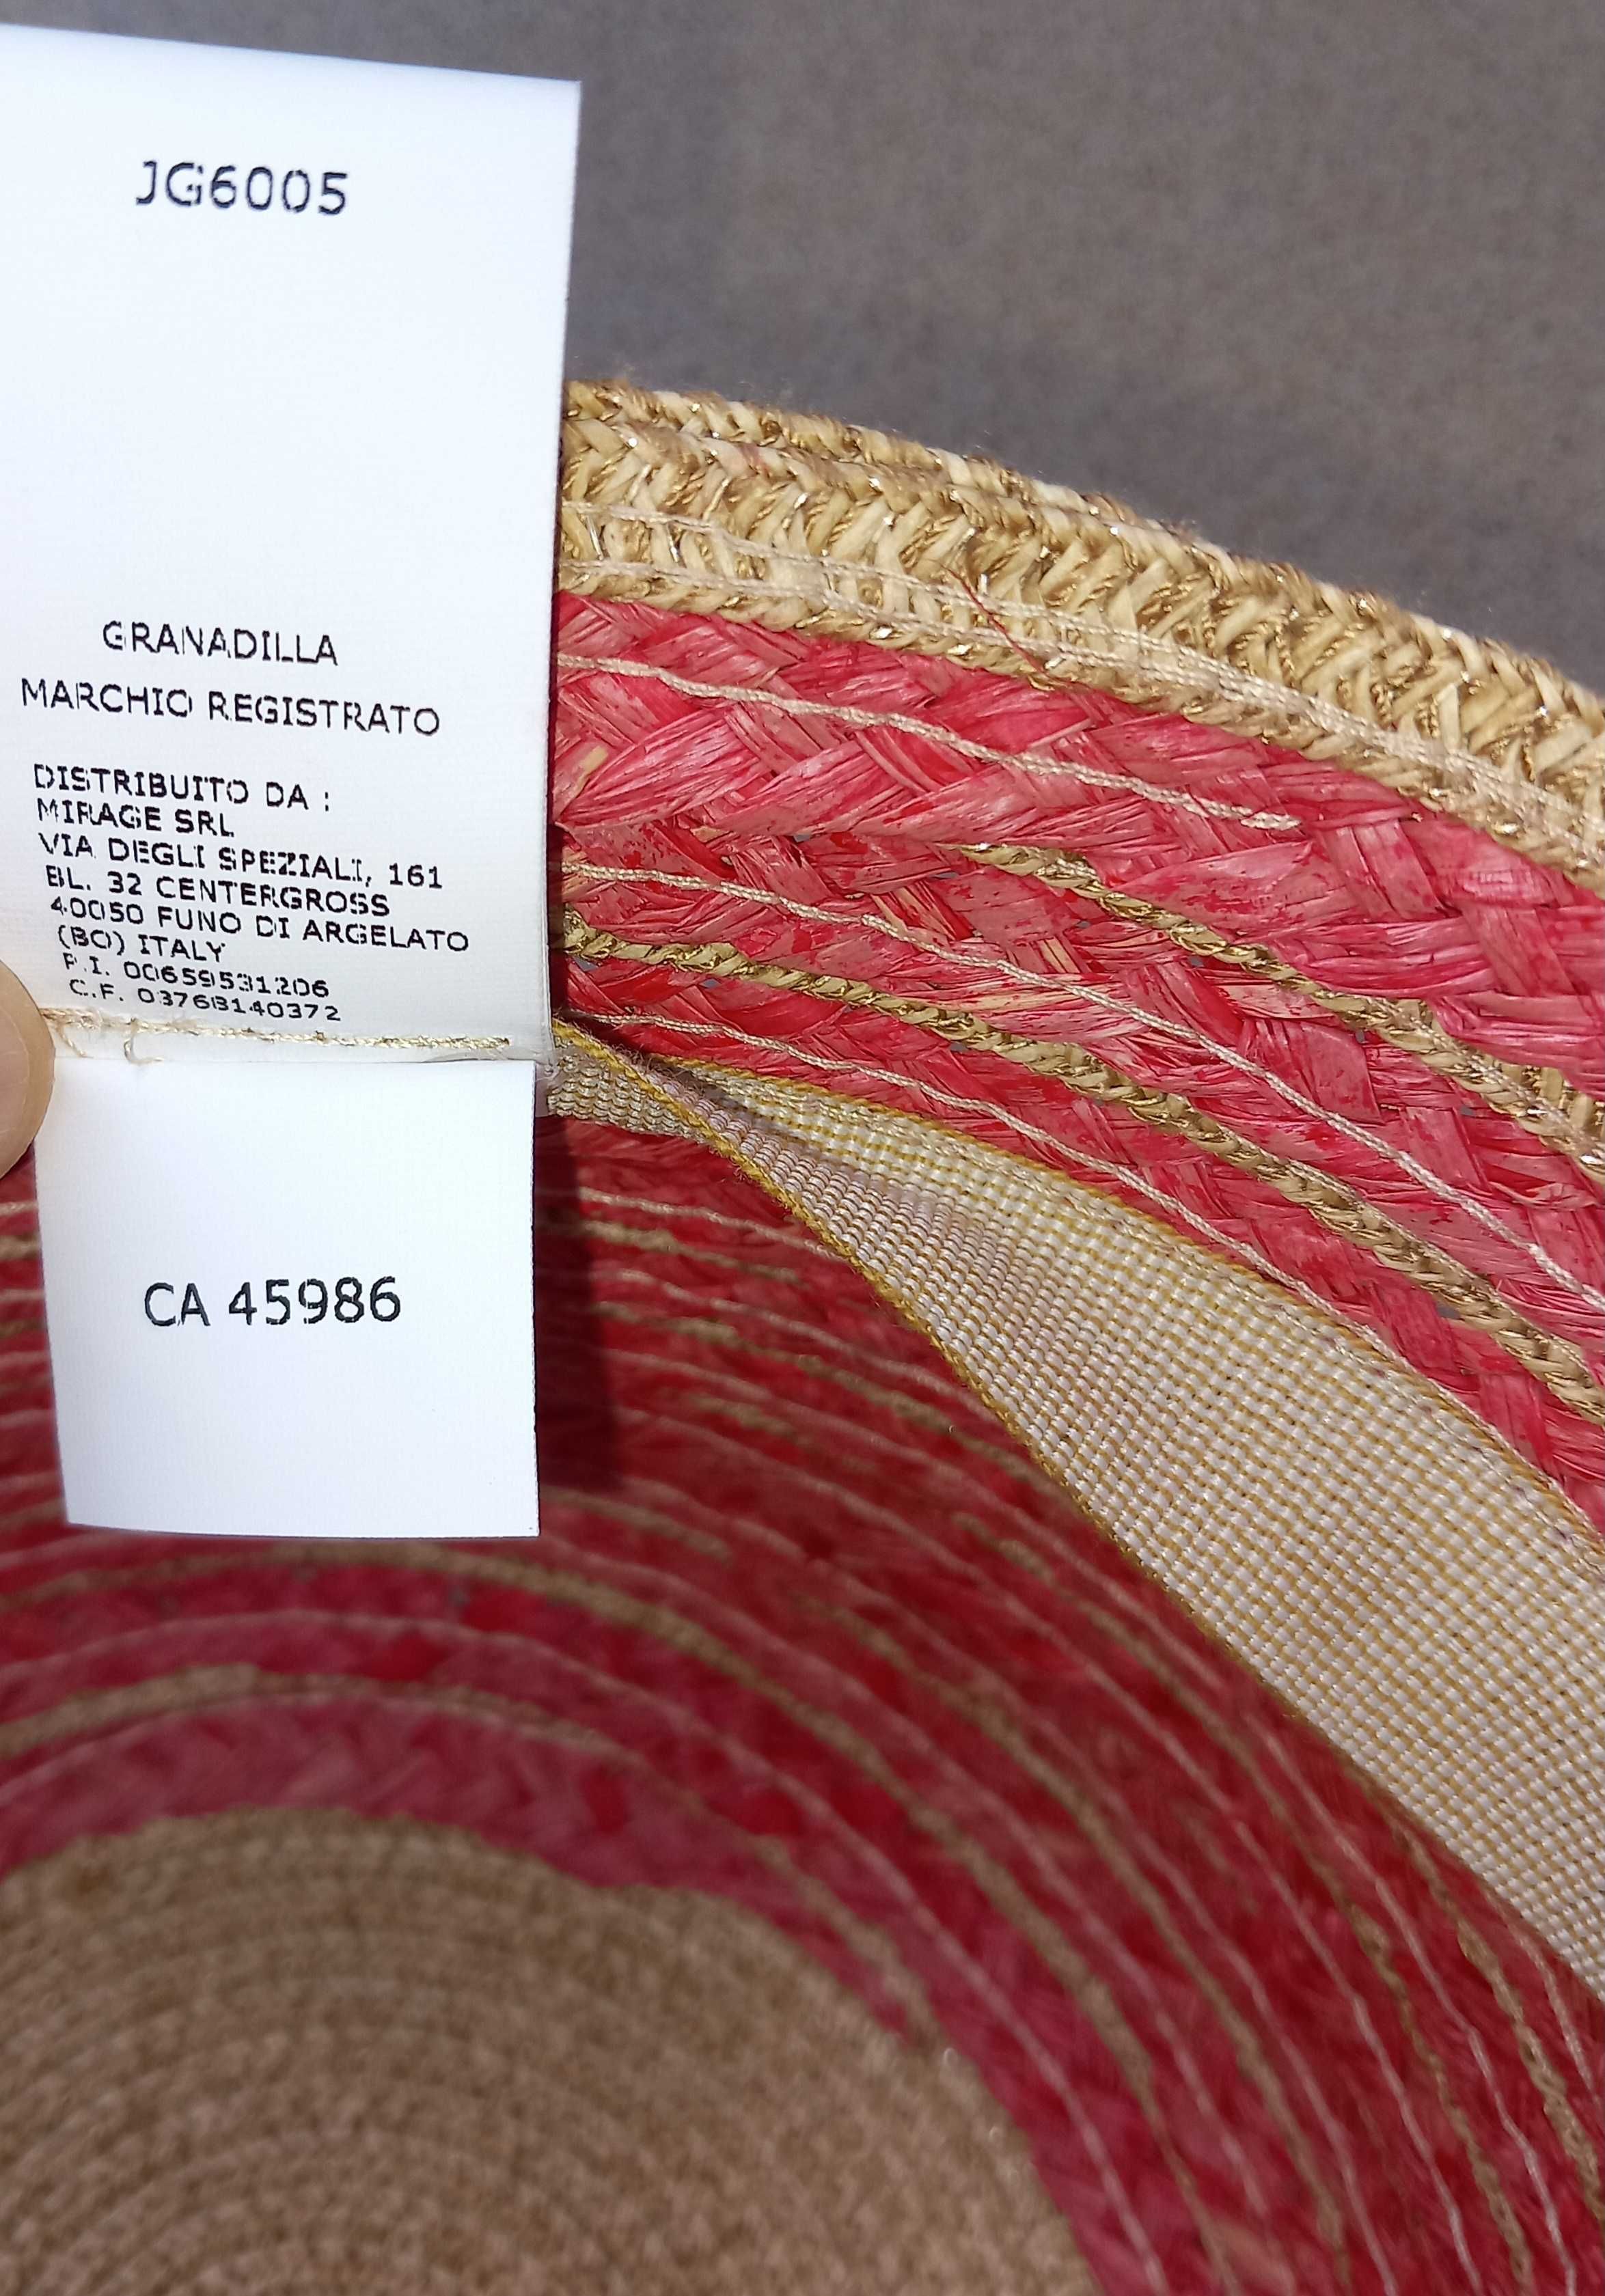 JG6005
GRANADILLA
MARCHIO REGISTRATO
DISTRIBUITO DA :
MIRAGE SRL
VIA DEGLI SPEZIALI, 161
BL. 32 CENTERGROSS
40050 FUNO DI ARGELATO
(BO) ITALY
P.I. 00659531206
C.F. 03768140372
CA 45986